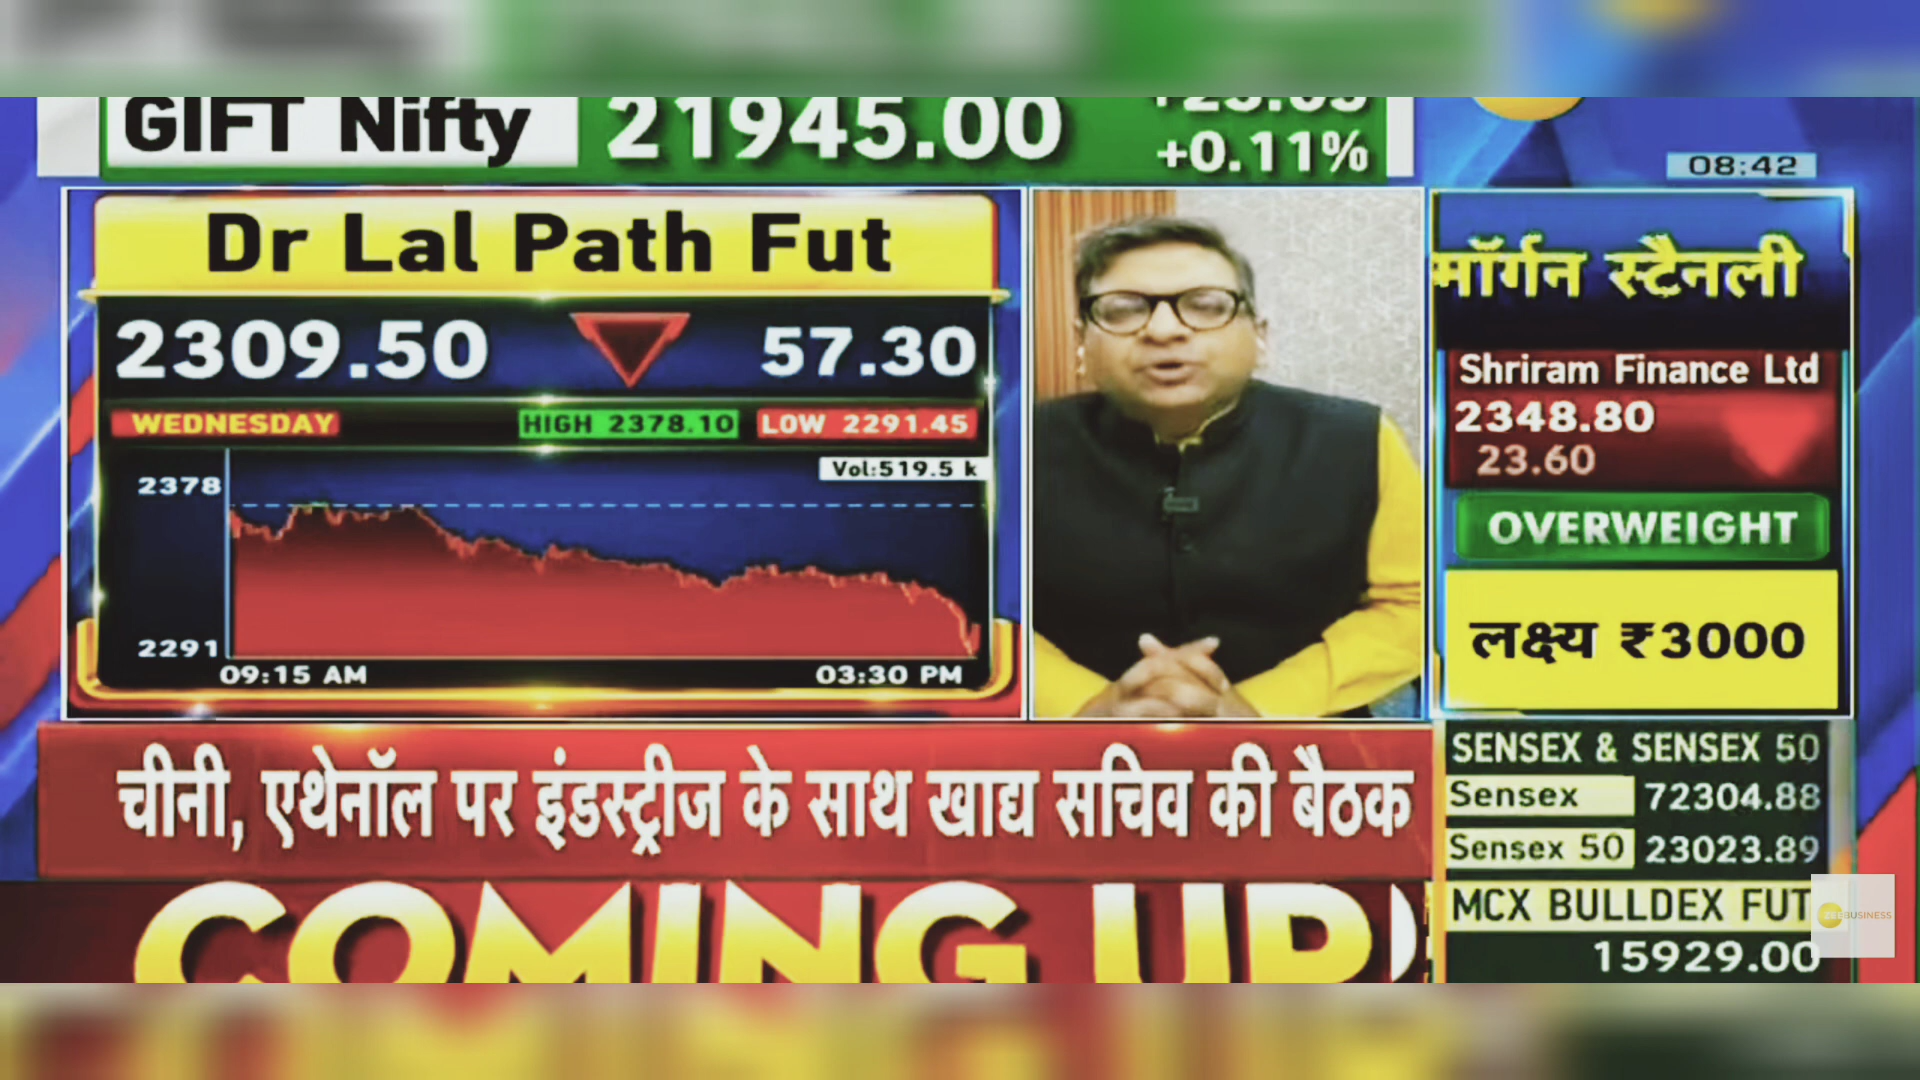 GIFT Nifty 21945.00
+0.11%
08:42
Dr Lal Path Fut
2309.50 57.30
WEDNESDAY HIGH 2378.10 LOW 2291.45
Vol:519.5 k
2378
2291
09:15 AM 03:30 PM
मॉर्गन स्टैनली
Shriram Finance Ltd
2348.80
23.60
OVERWEIGHT
लक्ष्य ₹3000
चीनी, एथेनॉल पर इंडस्ट्रीज के साथ खाद्य सचिव की बैठक
COMING UP
SENSEX & SENSEX 50
Sensex 72304.88
Sensex 50 23023.89
MCX BULLDEX FUT
15929.00
ZEEBUSINESS